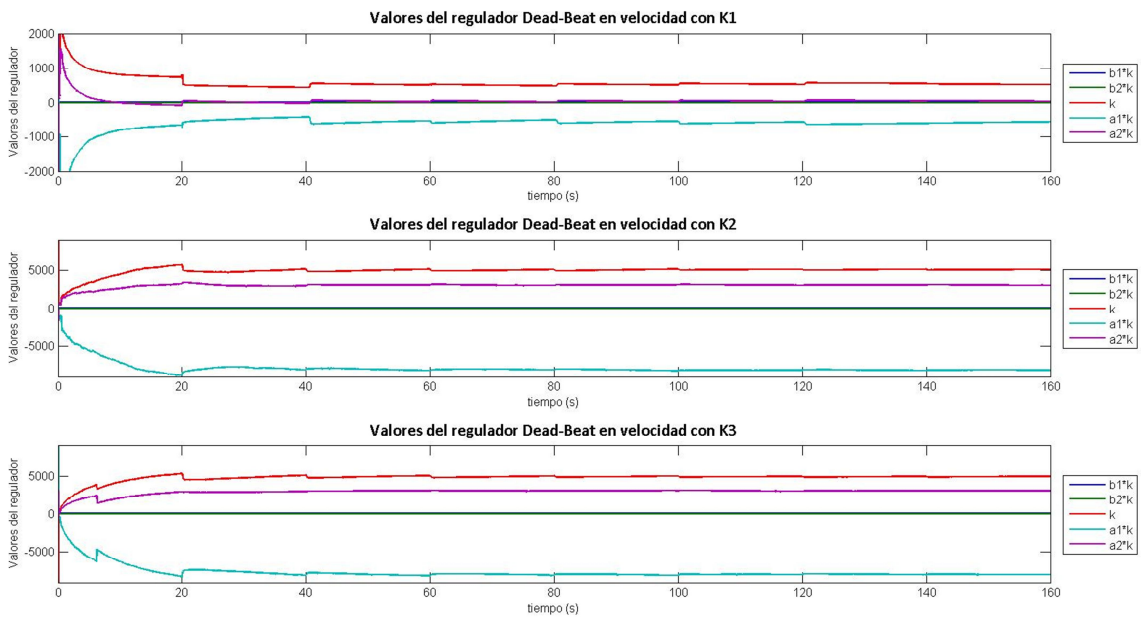 Valores del regulador Dead-Beat en velocidad con K1
Valores del regulador
2000
1000
0
-1000
-2000
0 20 40 60 80 100 120 140 160
tiempo (s)
b1*k
b2*k
k
a1*k
a2*k
Valores del regulador Dead-Beat en velocidad con K2
Valores del regulador
5000
0
-5000
0 20 40 60 80 100 120 140 160
tiempo (s)
b1*k
b2*k
k
a1*k
a2*k
Valores del regulador Dead-Beat en velocidad con K3
Valores del regulador
5000
0
-5000
0 20 40 60 80 100 120 140 160
tiempo (s)
b1*k
b2*k
k
a1*k
a2*k